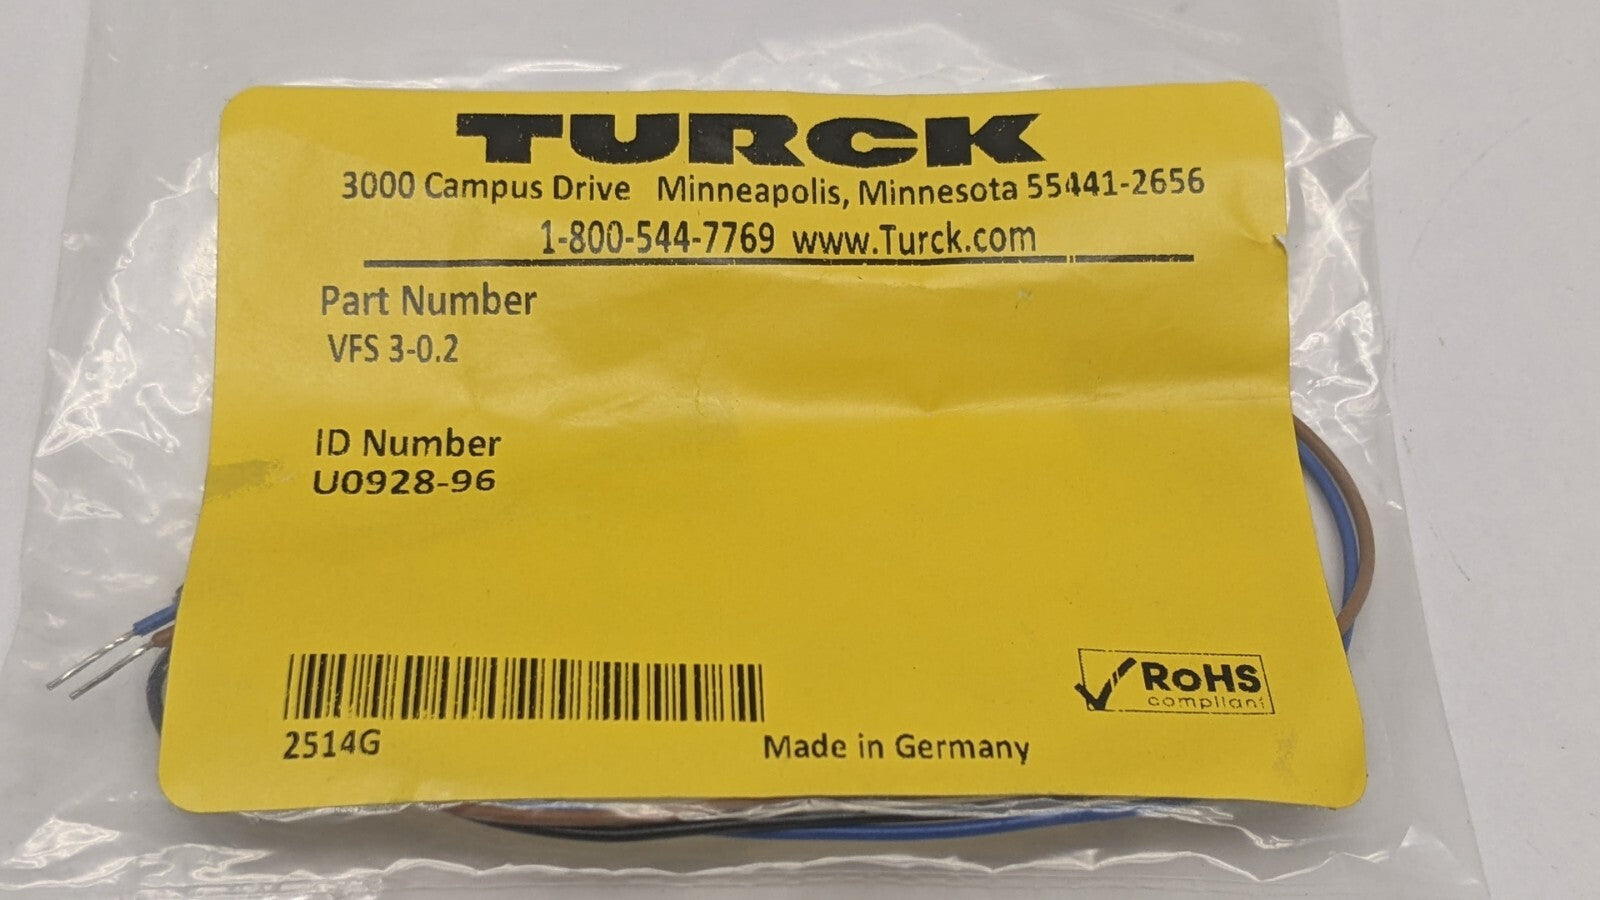 TURCK
3000 Campus Drive Minneapolis, Minnesota 55441-2656
1-800-544-7769 www.Turck.com
Part Number
VFS 3-0.2
ID Number
U0928-96
RoHS
compliant
2514G
Made in Germany